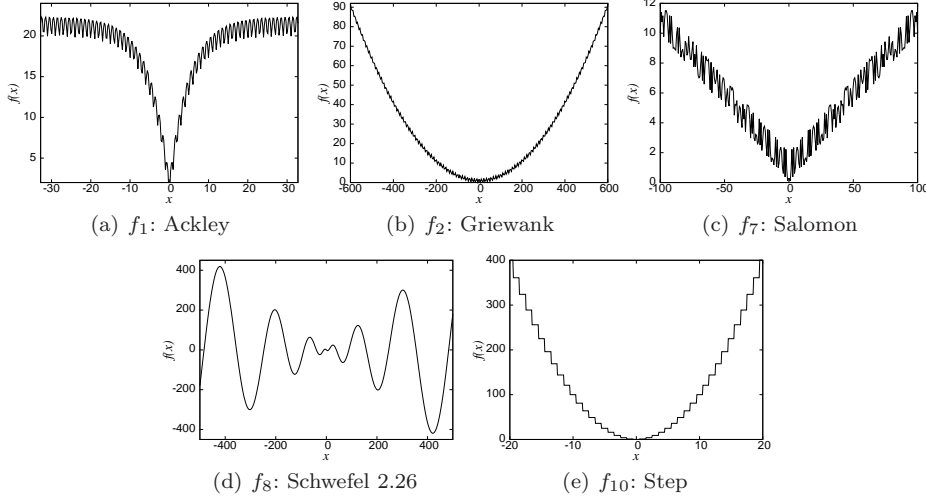 20
15
10
5
-30 -20 -10 0 10 20 30
f(x)
x
(a) f1: Ackley
90
80
70
60
50
40
30
20
10
0
-600 -400 -200 0 200 400 600
f(x)
x
(b) f2: Griewank
12
10
8
6
4
2
0
-100 -50 0 50 100
f(x)
x
(c) f7: Salomon
400
200
0
-200
-400
-400 -200 0 200 400
f(x)
x
(d) f8: Schwefel 2.26
400
300
200
100
0
-20 -10 0 10 20
f(x)
x
(e) f10: Step